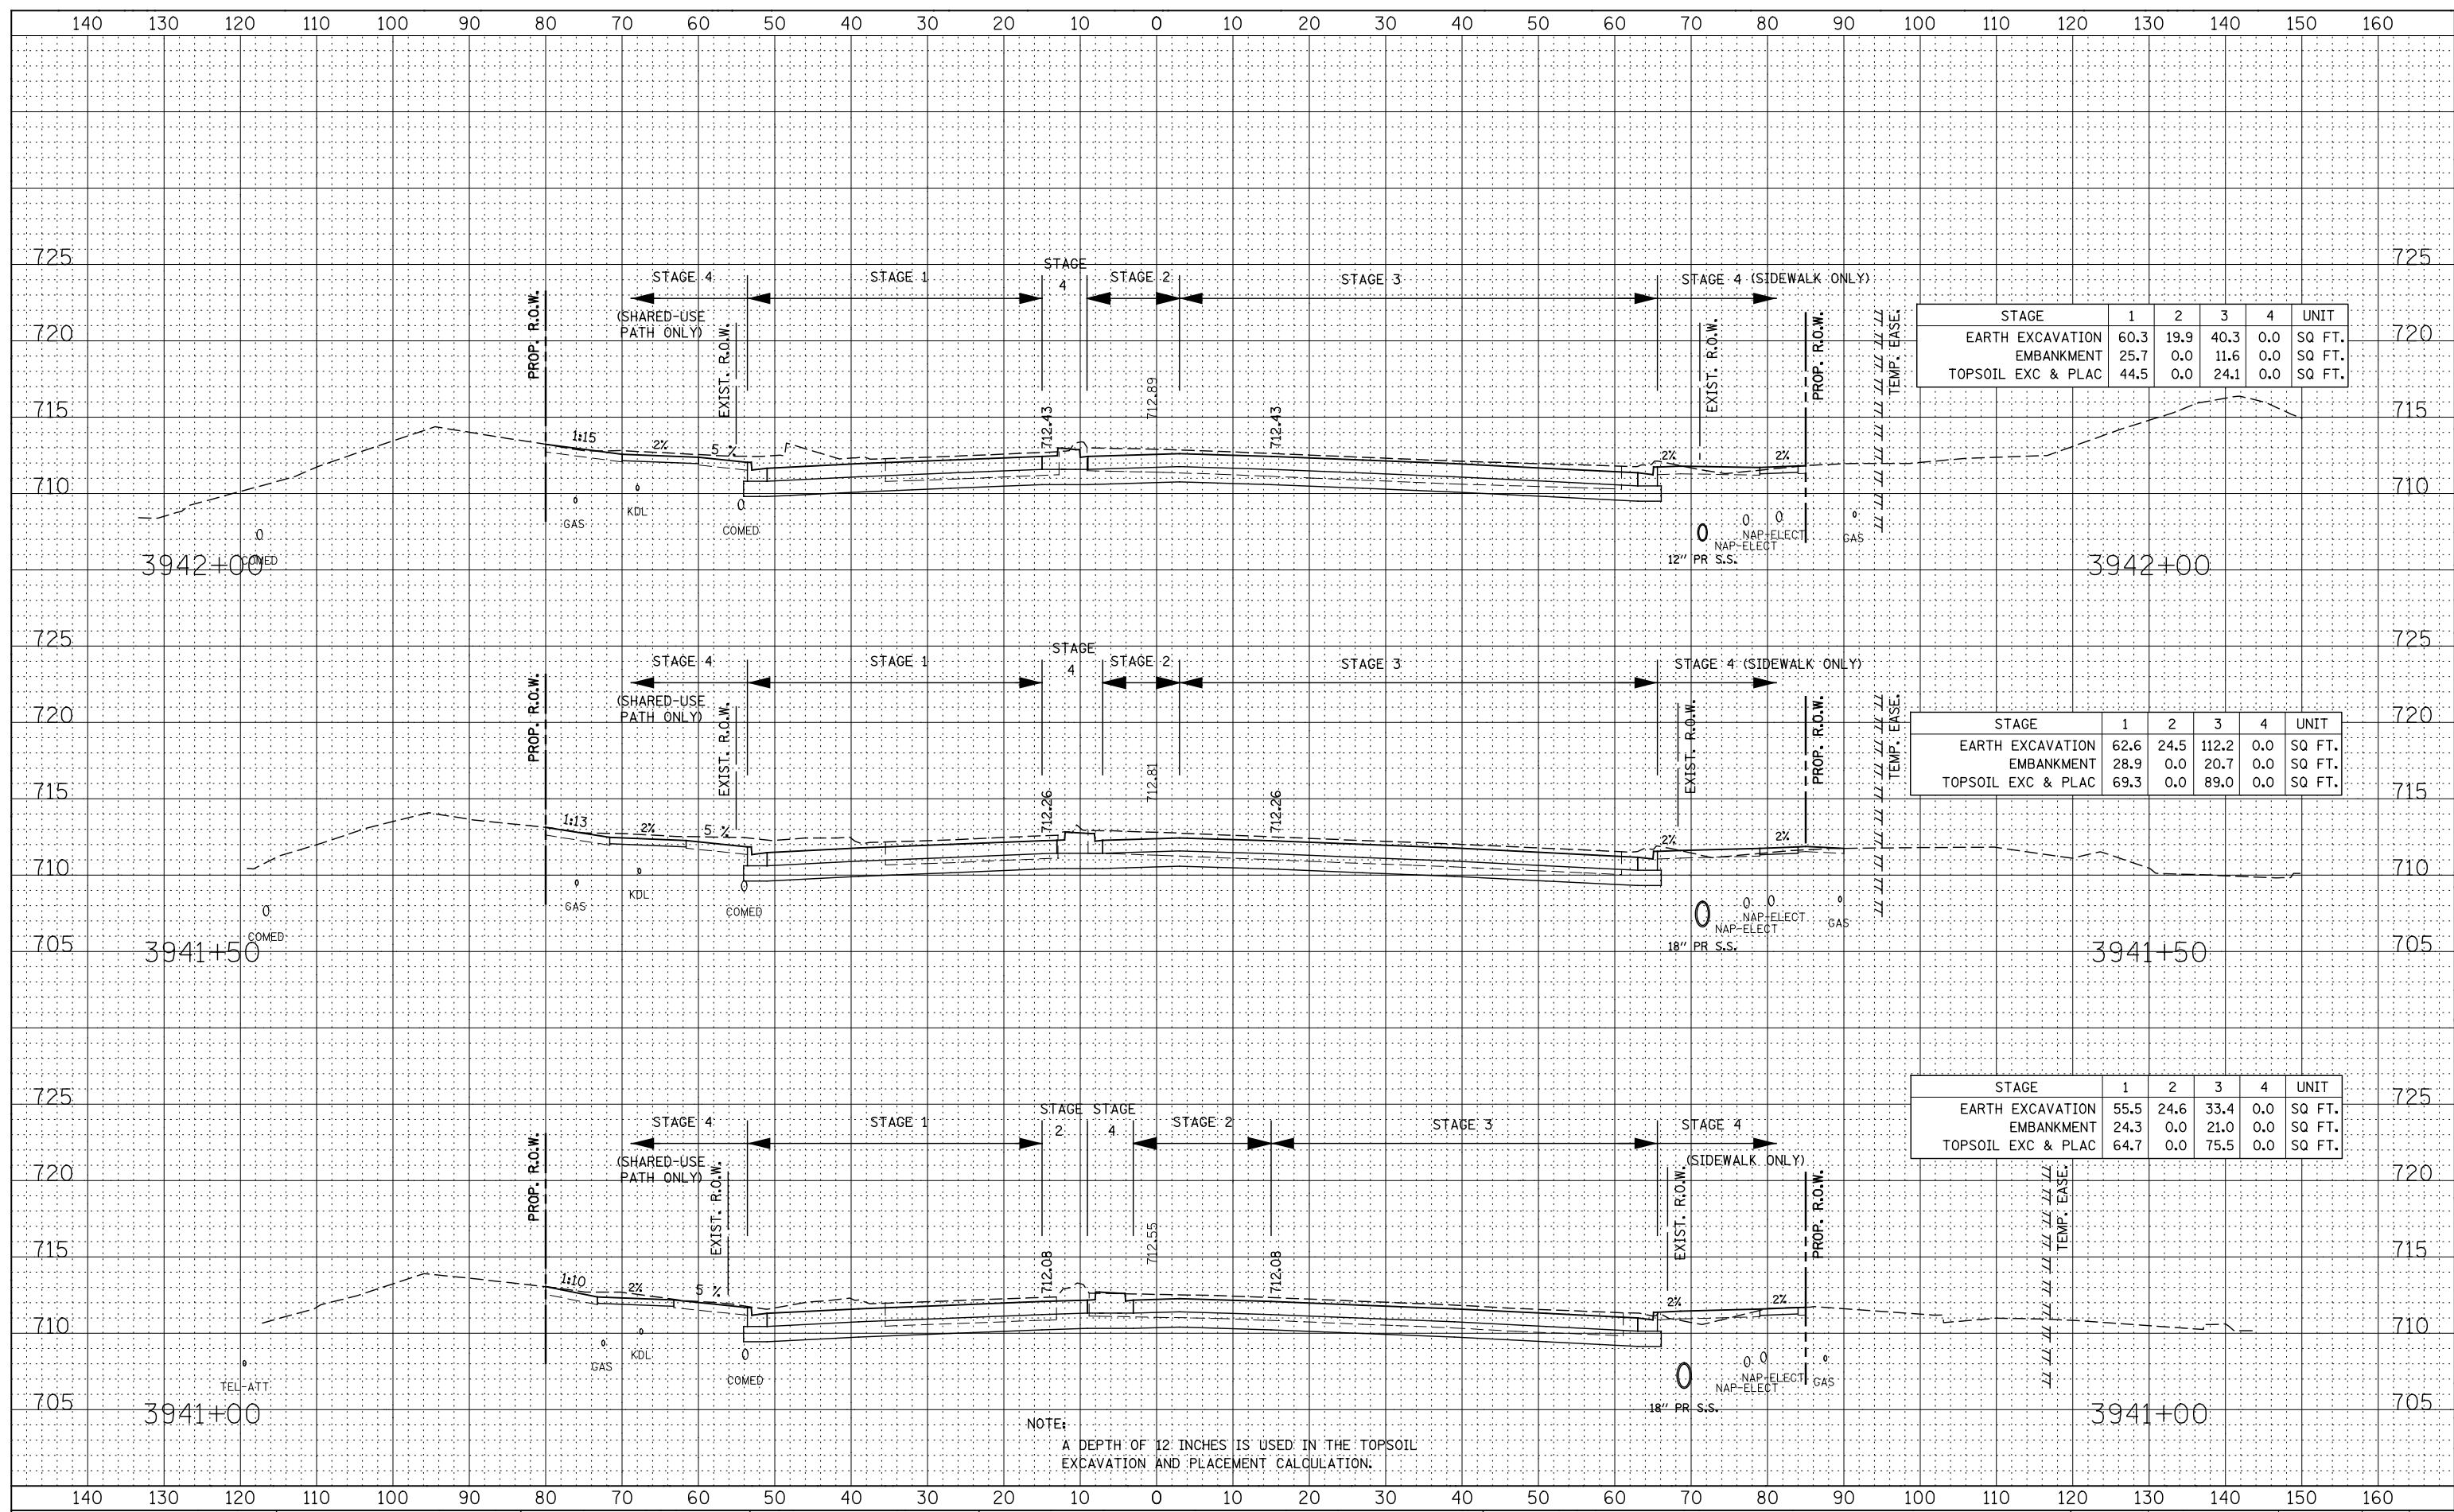 140 130 120 110 100 90 80 70 60 50 40 30 20 10 0 10 20 30 40 50 60 70 80 90 100 110 120 130 140 150 160
725 725
STAGE 4 STAGE 1 STAGE 4 STAGE 2 STAGE 3 STAGE 4 (SIDEWALK ONLY)
(SHARED-USE
PATH ONLY)
PROP. R.O.W.
EXIST. R.O.W.
EXIST. R.O.W.
PROP. R.O.W.
TEMP. EASE.
STAGE 1 2 3 4 UNIT
EARTH EXCAVATION 60.3 19.9 40.3 0.0 SQ FT.
EMBANKMENT 25.7 0.0 11.6 0.0 SQ FT.
TOPSOIL EXC & PLAC 44.5 0.0 24.1 0.0 SQ FT.
720 720
715 715
712.43 712.89 712.43
1:15 2% 5 % 2% 2%
710 710
GAS KDL COMED
COMED
NAP-ELECT
NAP-ELECT
GAS
12" PR S.S.
3942+00 3942+00
725 725
STAGE 4 STAGE 1 STAGE 4 STAGE 2 STAGE 3 STAGE 4 (SIDEWALK ONLY)
(SHARED-USE
PATH ONLY)
PROP. R.O.W.
EXIST. R.O.W.
EXIST. R.O.W.
PROP. R.O.W.
TEMP. EASE.
STAGE 1 2 3 4 UNIT
EARTH EXCAVATION 62.6 24.5 112.2 0.0 SQ FT.
EMBANKMENT 28.9 0.0 20.7 0.0 SQ FT.
TOPSOIL EXC & PLAC 69.3 0.0 89.0 0.0 SQ FT.
720 720
715 715
712.26 712.81 712.26
1:13 2% 5 % 2% 2%
710 710
GAS KDL COMED
COMED
NAP-ELECT
NAP-ELECT
GAS
18" PR S.S.
705 705
3941+50 3941+50
725 725
STAGE 4 STAGE 1 STAGE 2 STAGE 4 STAGE 2 STAGE 3 STAGE 4
(SHARED-USE
PATH ONLY)
(SIDEWALK ONLY)
PROP. R.O.W.
EXIST. R.O.W.
EXIST. R.O.W.
PROP. R.O.W.
TEMP. EASE.
STAGE 1 2 3 4 UNIT
EARTH EXCAVATION 55.5 24.6 33.4 0.0 SQ FT.
EMBANKMENT 24.3 0.0 21.0 0.0 SQ FT.
TOPSOIL EXC & PLAC 64.7 0.0 75.5 0.0 SQ FT.
720 720
715 715
712.08 712.55 712.08
1:10 2% 5 % 2% 2%
710 710
TEL-ATT GAS KDL COMED
NAP-ELECT
NAP-ELECT
GAS
18" PR S.S.
705 705
3941+00 3941+00
NOTE:
A DEPTH OF 12 INCHES IS USED IN THE TOPSOIL
EXCAVATION AND PLACEMENT CALCULATION.
140 130 120 110 100 90 80 70 60 50 40 30 20 10 0 10 20 30 40 50 60 70 80 90 100 110 120 130 140 150 160